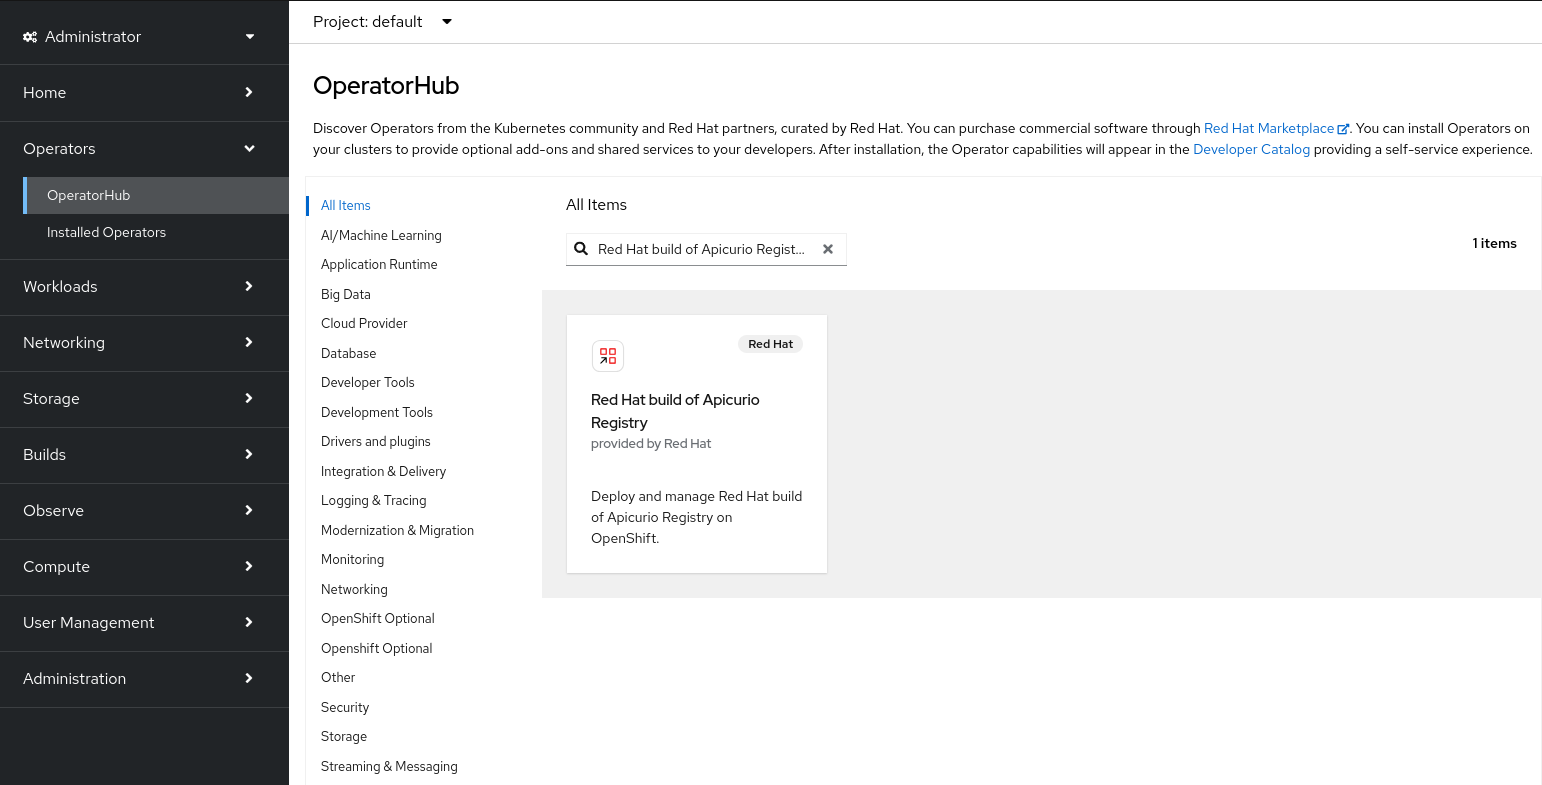 Administrator
Home
Operators
OperatorHub
Installed Operators
Workloads
Networking
Storage
Builds
Observe
Compute
User Management
Administration
Project: default
OperatorHub
Discover Operators from the Kubernetes community and Red Hat partners, curated by Red Hat. You can purchase commercial software through Red Hat Marketplace. You can install Operators on
your clusters to provide optional add-ons and shared services to your developers. After installation, the Operator capabilities will appear in the Developer Catalog providing a self-service experience.
All Items
AI/Machine Learning
Application Runtime
Big Data
Cloud Provider
Database
Developer Tools
Development Tools
Drivers and plugins
Integration & Delivery
Logging & Tracing
Modernization & Migration
Monitoring
Networking
OpenShift Optional
Openshift Optional
Other
Security
Storage
Streaming & Messaging
All Items
Red Hat build of Apicurio Regist...
1 items
Red Hat
Red Hat build of Apicurio
Registry
provided by Red Hat
Deploy and manage Red Hat build
of Apicurio Registry on
OpenShift.